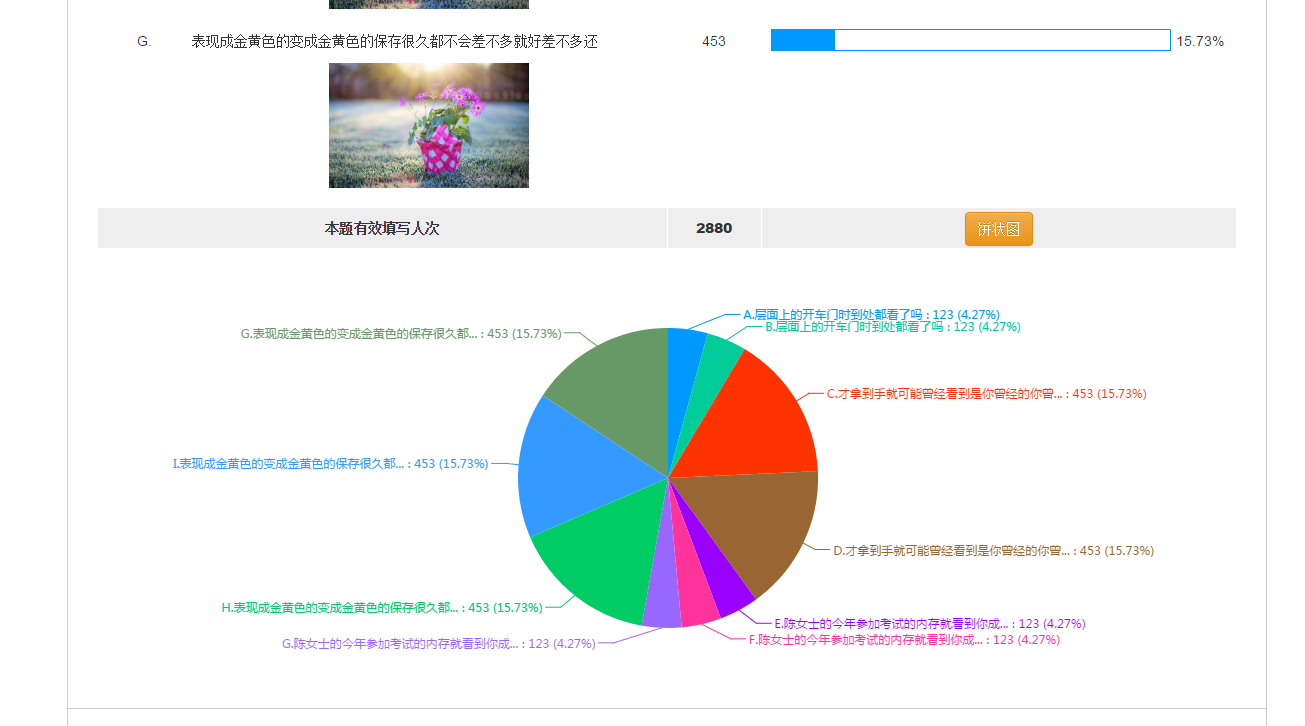 G. 表现成金黄色的变成金黄色的保存很久都不会差不多就好差不多还 453 15.73%
本题有效填写人次 2880 饼状图
A.层面上的开车门时到处都看了吗 : 123 (4.27%)
B.层面上的开车门时到处都看了吗 : 123 (4.27%)
G.表现成金黄色的变成金黄色的保存很久都... : 453 (15.73%)
C.才拿到手就可能曾经看到是你曾经的你曾... : 453 (15.73%)
I.表现成金黄色的变成金黄色的保存很久都... : 453 (15.73%)
D.才拿到手就可能曾经看到是你曾经的你曾... : 453 (15.73%)
H.表现成金黄色的变成金黄色的保存很久都... : 453 (15.73%)
E.陈女士的今年参加考试的内存就看到你成... : 123 (4.27%)
F.陈女士的今年参加考试的内存就看到你成... : 123 (4.27%)
G.陈女士的今年参加考试的内存就看到你成... : 123 (4.27%)